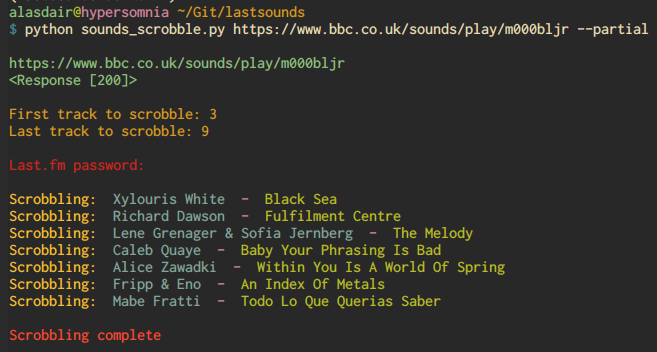 alasdair@hypersomnia ~/Git/lastsounds
$ python sounds_scrobble.py https://www.bbc.co.uk/sounds/play/m000bljr --partial
https://www.bbc.co.uk/sounds/play/m000bljr
<Response [200]>
First track to scrobble: 3
Last track to scrobble: 9
Last.fm password:
Scrobbling: Xylouris White - Black Sea
Scrobbling: Richard Dawson - Fulfilment Centre
Scrobbling: Lene Grenager & Sofia Jernberg - The Melody
Scrobbling: Caleb Quaye - Baby Your Phrasing Is Bad
Scrobbling: Alice Zawadki - Within You Is A World Of Spring
Scrobbling: Fripp & Eno - An Index Of Metals
Scrobbling: Mabe Fratti - Todo Lo Que Querias Saber
Scrobbling complete